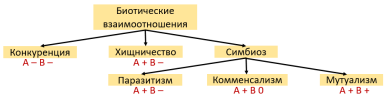 Биотические
взаимоотношения
Конкуренция
Хищничество
Симбиоз
А – В –
А + В –
Паразитизм
Комменсализм
Мутуализм
А + В –
А + В 0
А + В +